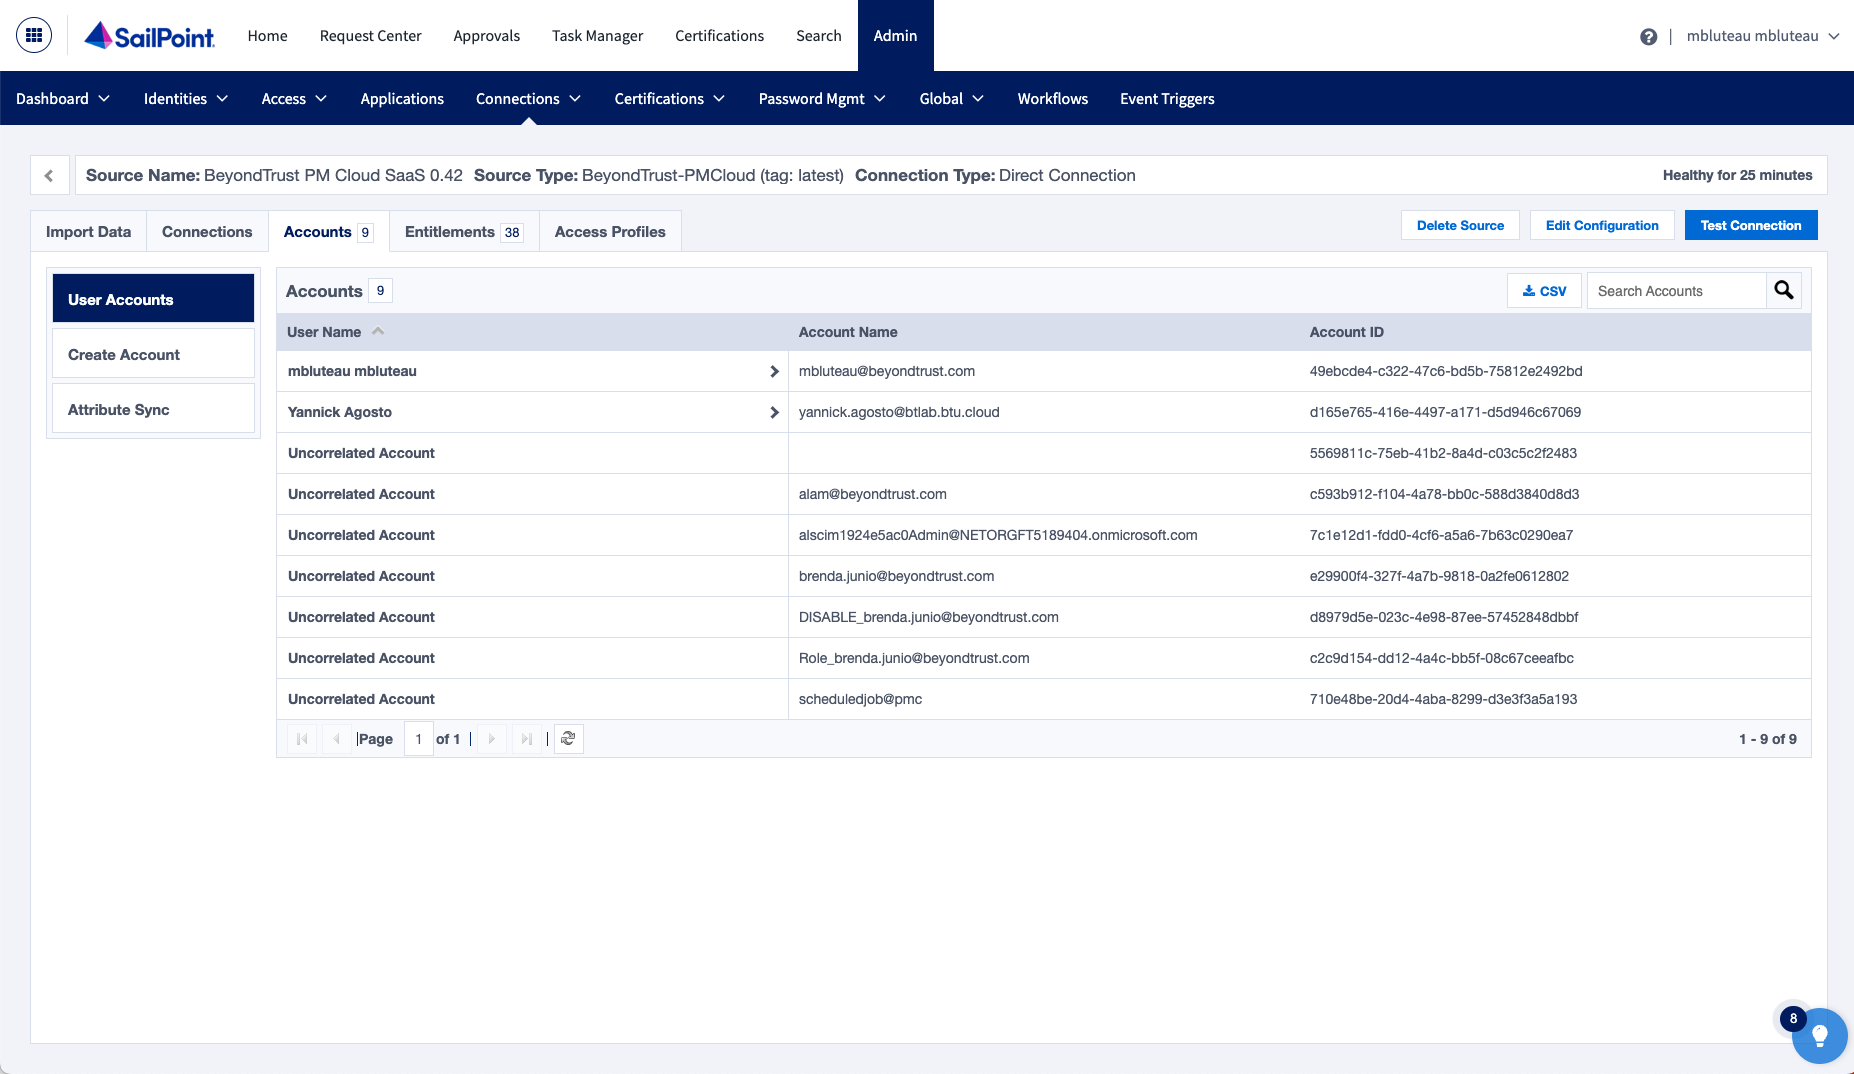 SailPoint Home Request Center Approvals Task Manager Certifications Search Admin ? | mbluteau mbluteau
Dashboard Identities Access Applications Connections Certifications Password Mgmt Global Workflows Event Triggers
Source Name: BeyondTrust PM Cloud SaaS 0.42 Source Type: BeyondTrust-PMCloud (tag: latest) Connection Type: Direct Connection Healthy for 25 minutes
Import Data Connections Accounts 9 Entitlements 38 Access Profiles Delete Source Edit Configuration Test Connection
User Accounts
Create Account
Attribute Sync
Accounts 9 CSV Search Accounts
User Name Account Name Account ID
mbluteau mbluteau mbluteau@beyondtrust.com 49ebcde4-c322-47c6-bd5b-75812e2492bd
Yannick Agosto yannick.agosto@btlab.btu.cloud d165e765-416e-4497-a171-d5d946c67069
Uncorrelated Account 5569811c-75eb-41b2-8a4d-c03c5c2f2483
Uncorrelated Account alam@beyondtrust.com c593b912-f104-4a78-bb0c-588d3840d8d3
Uncorrelated Account alscim1924e5ac0Admin@NETORGFT5189404.onmicrosoft.com 7c1e12d1-fdd0-4cf6-a5a6-7b63c0290ea7
Uncorrelated Account brenda.junio@beyondtrust.com e29900f4-327f-4a7b-9818-0a2fe0612802
Uncorrelated Account DISABLE_brenda.junio@beyondtrust.com d8979d5e-023c-4e98-87ee-57452848dbbf
Uncorrelated Account Role_brenda.junio@beyondtrust.com c2c9d154-dd12-4a4c-bb5f-08c67ceeafbc
Uncorrelated Account scheduledjob@pmc 710e48be-20d4-4aba-8299-d3e3f3a5a193
|Page 1 of 1 | | 1 - 9 of 9
8